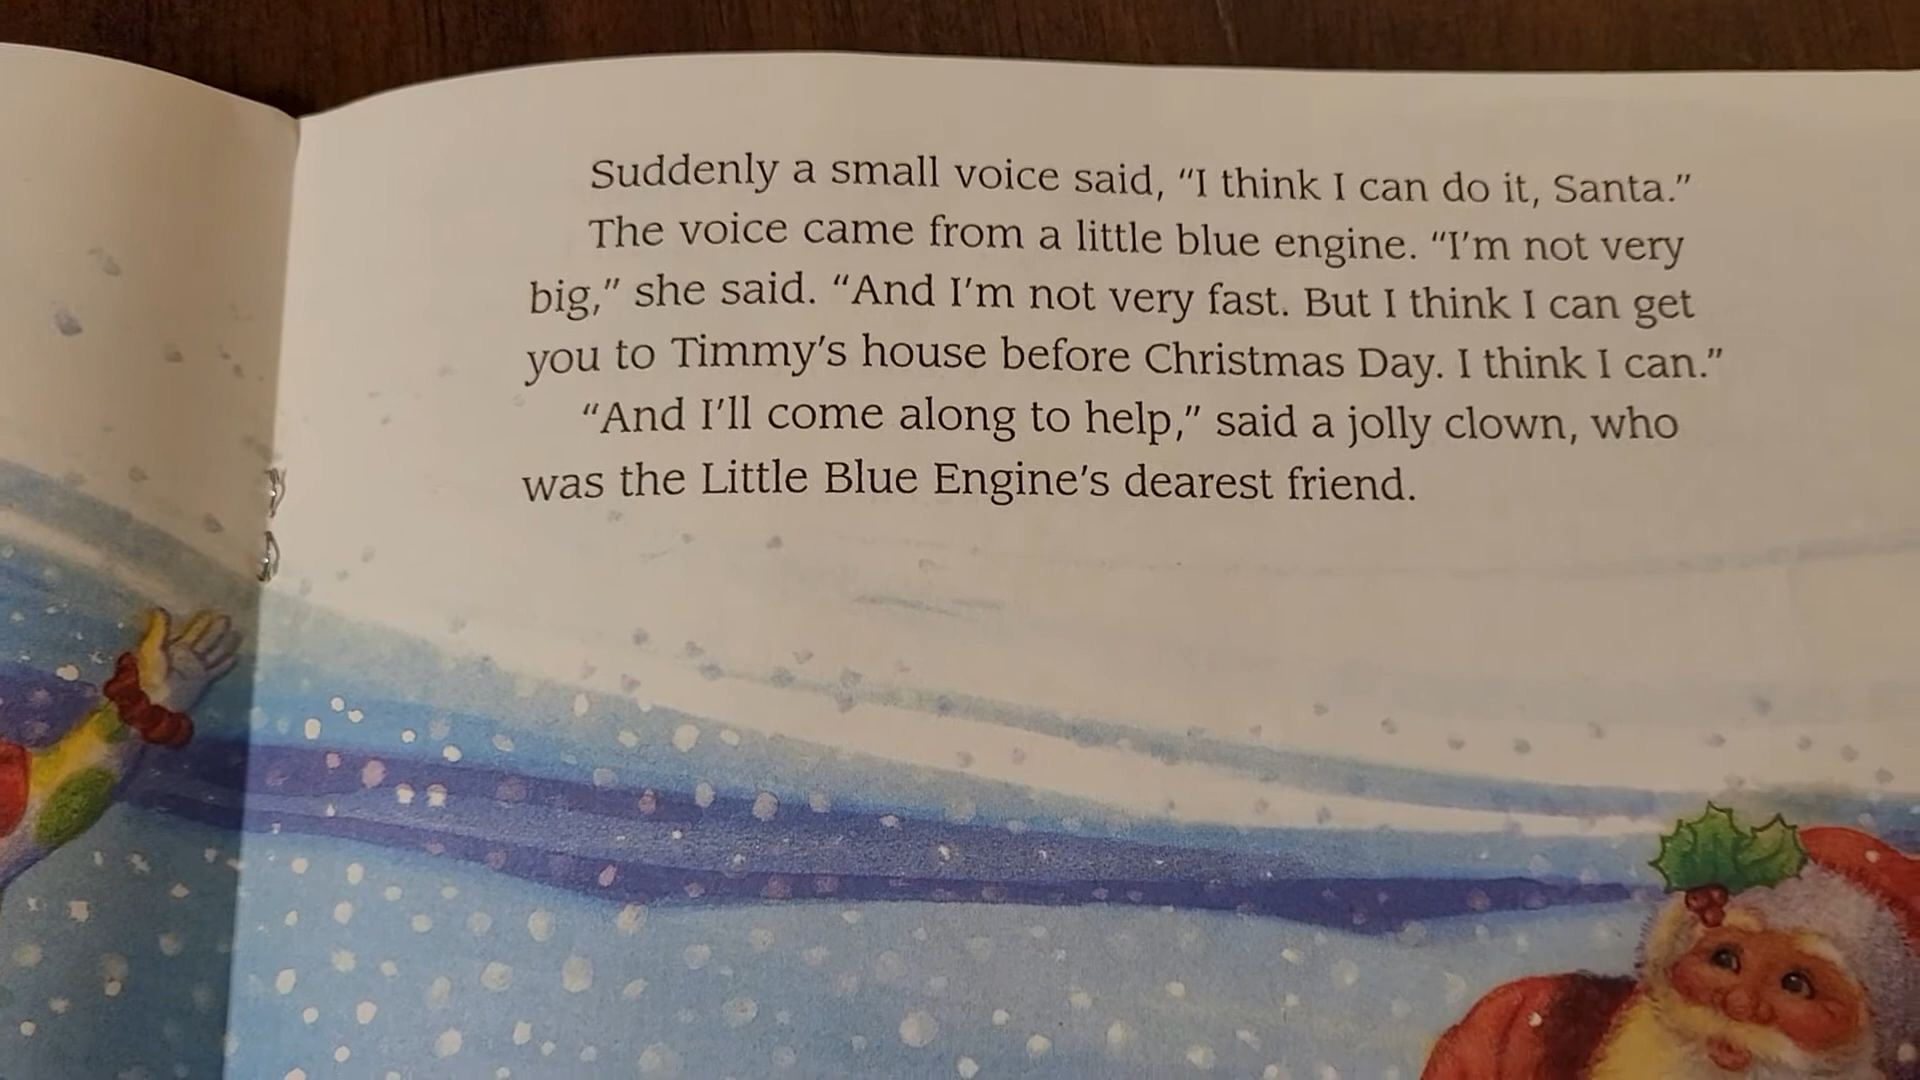 Suddenly a small voice said, “I think I can do it, Santa.”
The voice came from a little blue engine. “I’m not very
big,” she said. “And I’m not very fast. But I think I can get
you to Timmy’s house before Christmas Day. I think I can.”
“And I’ll come along to help,” said a jolly clown, who
was the Little Blue Engine’s dearest friend.